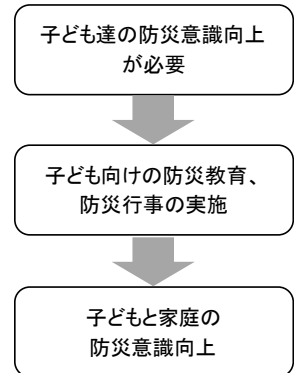 子ども達の防災意識向上
が必要
子ども向けの防災教育、
防災行事の実施
子どもと家庭の
防災意識向上